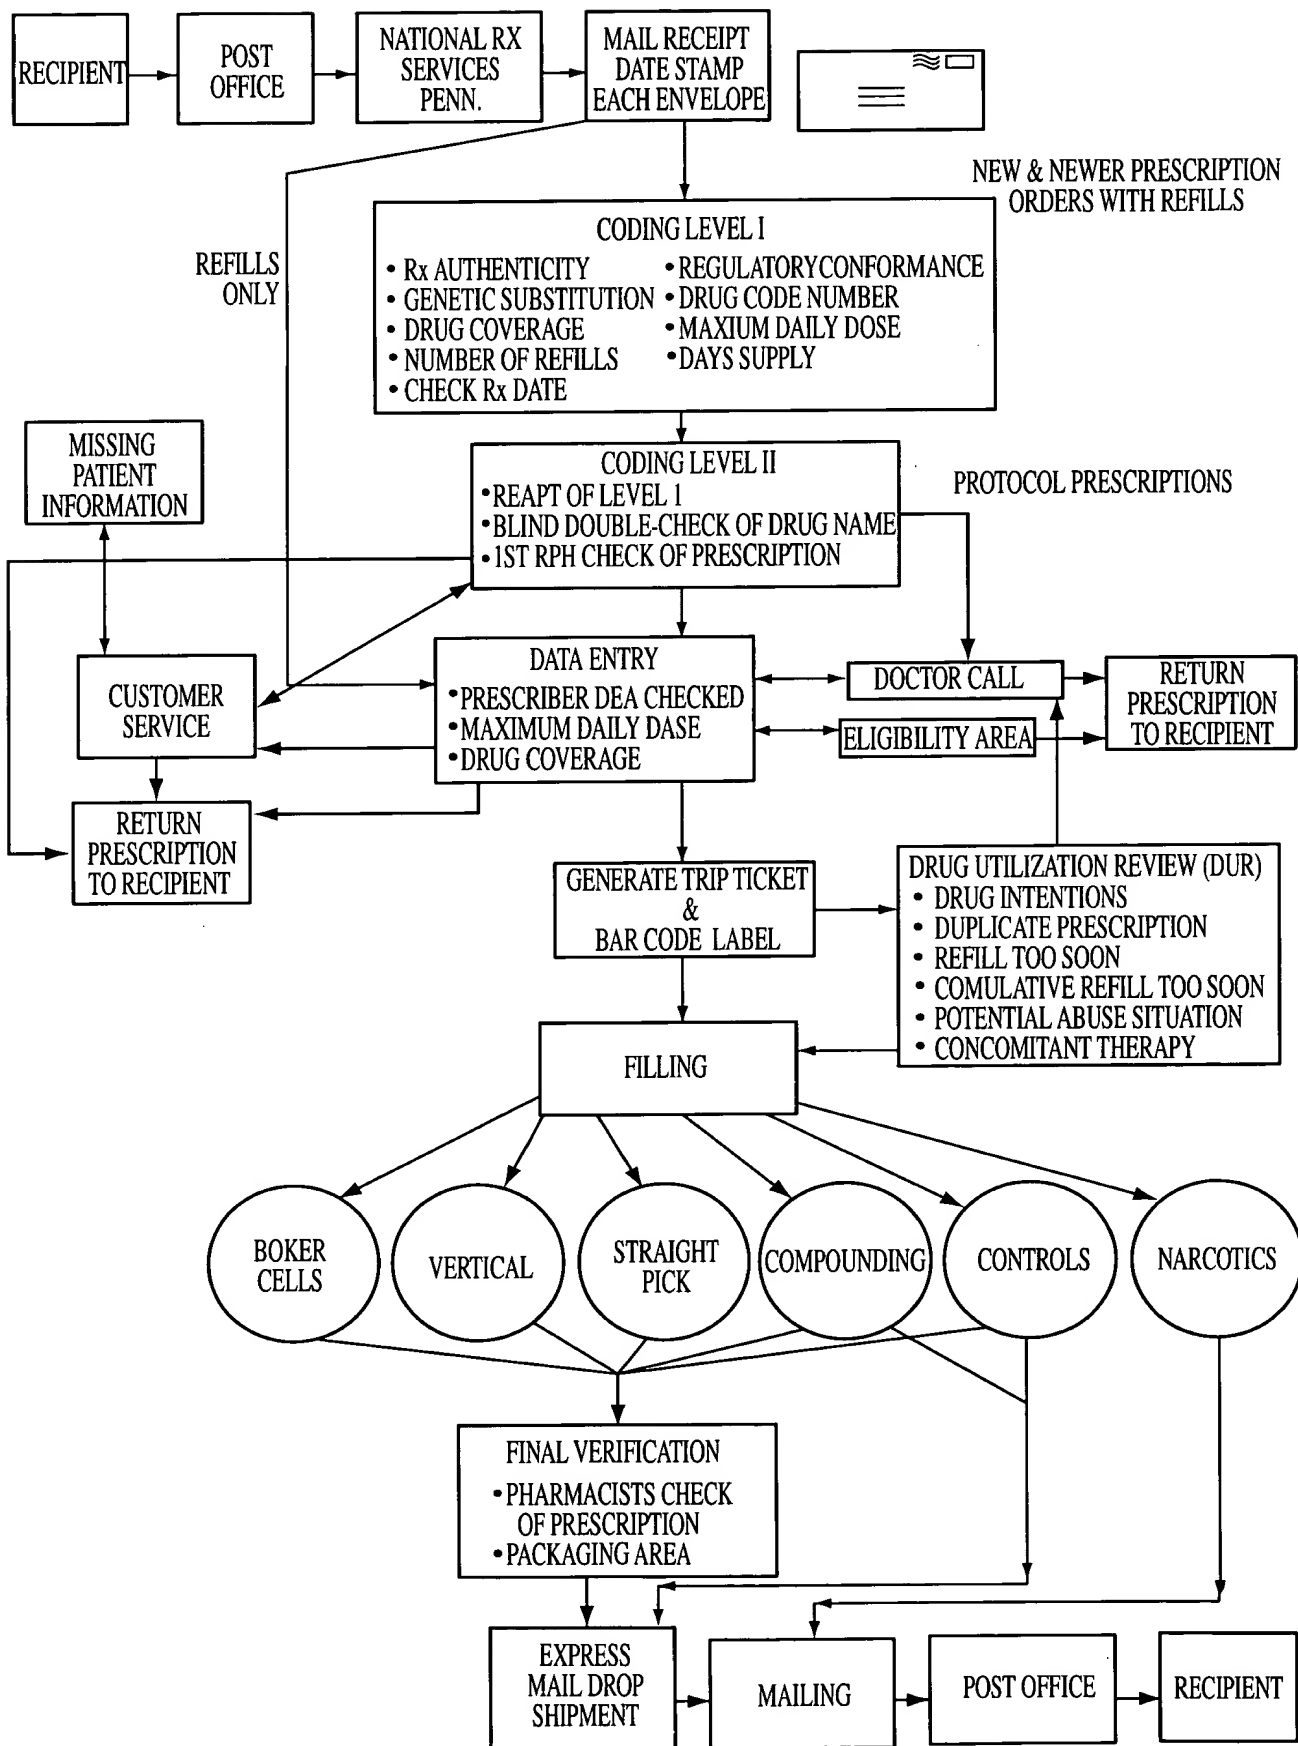 RECIPIENT
POST
OFFICE
NATIONAL RX
SERVICES
PENN.
MAIL RECEIPT
DATE STAMP
EACH ENVELOPE
NEW & NEWER PRESCRIPTION
ORDERS WITH REFILLS
REFILLS
ONLY
CODING LEVEL I
• Rx AUTHENTICITY
• GENETIC SUBSTITUTION
• DRUG COVERAGE
• NUMBER OF REFILLS
• CHECK Rx DATE
• REGULATORY CONFORMANCE
• DRUG CODE NUMBER
• MAXIUM DAILY DOSE
• DAYS SUPPLY
MISSING
PATIENT
INFORMATION
CODING LEVEL II
• REAPT OF LEVEL 1
• BLIND DOUBLE-CHECK OF DRUG NAME
• 1ST RPH CHECK OF PRESCRIPTION
PROTOCOL PRESCRIPTIONS
CUSTOMER
SERVICE
DATA ENTRY
• PRESCRIBER DEA CHECKED
• MAXIMUM DAILY DASE
• DRUG COVERAGE
DOCTOR CALL
ELIGIBILITY AREA
RETURN
PRESCRIPTION
TO RECIPIENT
RETURN
PRESCRIPTION
TO RECIPIENT
GENERATE TRIP TICKET
&
BAR CODE LABEL
DRUG UTILIZATION REVIEW (DUR)
• DRUG INTENTIONS
• DUPLICATE PRESCRIPTION
• REFILL TOO SOON
• COMULATIVE REFILL TOO SOON
• POTENTIAL ABUSE SITUATION
• CONCOMITANT THERAPY
FILLING
BOKER
CELLS
VERTICAL
STRAIGHT
PICK
COMPOUNDING
CONTROLS
NARCOTICS
FINAL VERIFICATION
• PHARMACISTS CHECK
OF PRESCRIPTION
• PACKAGING AREA
EXPRESS
MAIL DROP
SHIPMENT
MAILING
POST OFFICE
RECIPIENT